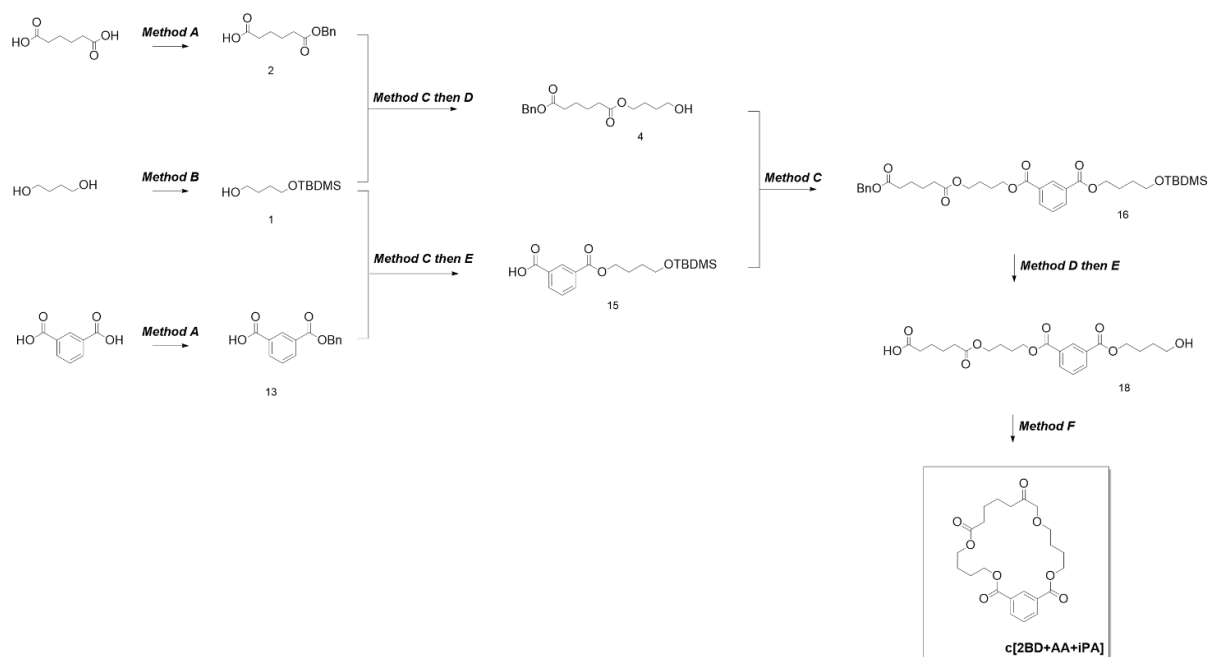 O
HO
OH
O
Method A
O
HO
OBn
O
2
Method C then D
BnO
O
O
O
OH
4
HO
OH
Method B
HO
OTBDMS
1
Method C
O
BnO
O
O
O
O
O
O
OTBDMS
16
Method C then E
O
O
HO
O
OTBDMS
15
Method D then E
O
O
OH
HO
Method A
O
O
HO
OBn
13
O
HO
O
O
O
O
O
O
OH
18
Method F
O
O
O
O
O
O
O
O
c[2BD+AA+iPA]